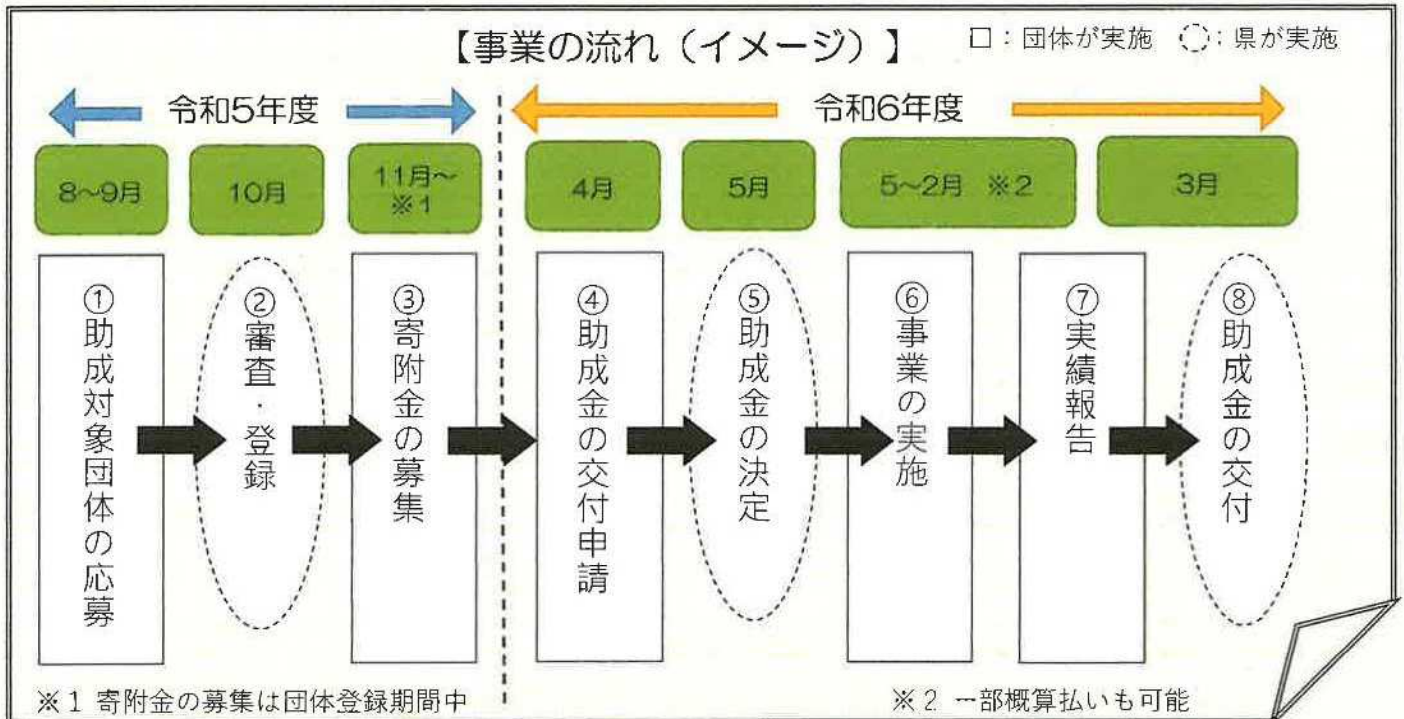 【事業の流れ（イメージ）】
□：団体が実施 ◌：県が実施
令和5年度
令和6年度
8～9月
10月
11月～
※1
4月
5月
5～2月 ※2
3月
①助成対象団体の応募
②審査・登録
③寄附金の募集
④助成金の交付申請
⑤助成金の決定
⑥事業の実施
⑦実績報告
⑧助成金の交付
※1 寄附金の募集は団体登録期間中
※2 一部概算払いも可能